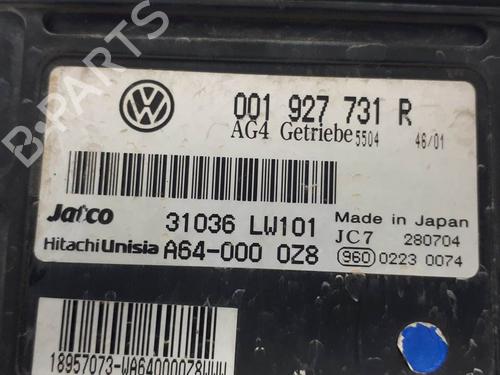 B-PARTS
001 927 731 R
AG4 Getriebe 5504 46/01
Jatco 31036 LW101 Made in Japan
JC7 280704
HitachiUnisia A64-000 0Z8 960 0223 0074
18957073-WA640000Z8WWW